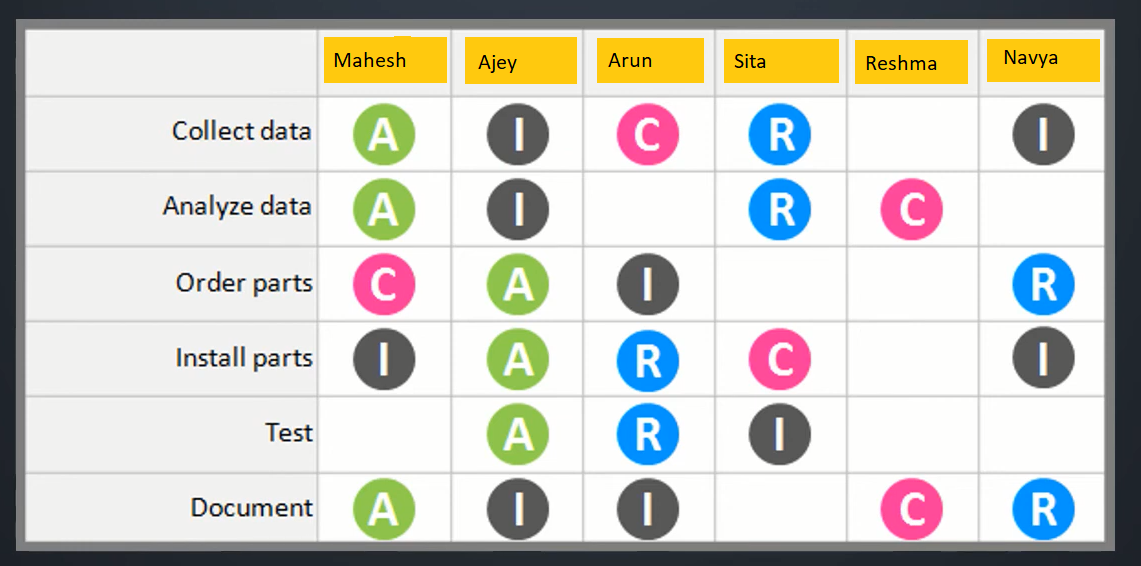 Mahesh Ajey Arun Sita Reshma Navya
Collect data A I C R I
Analyze data A I R C
Order parts C A I R
Install parts I A R C I
Test A R I
Document A I I C R